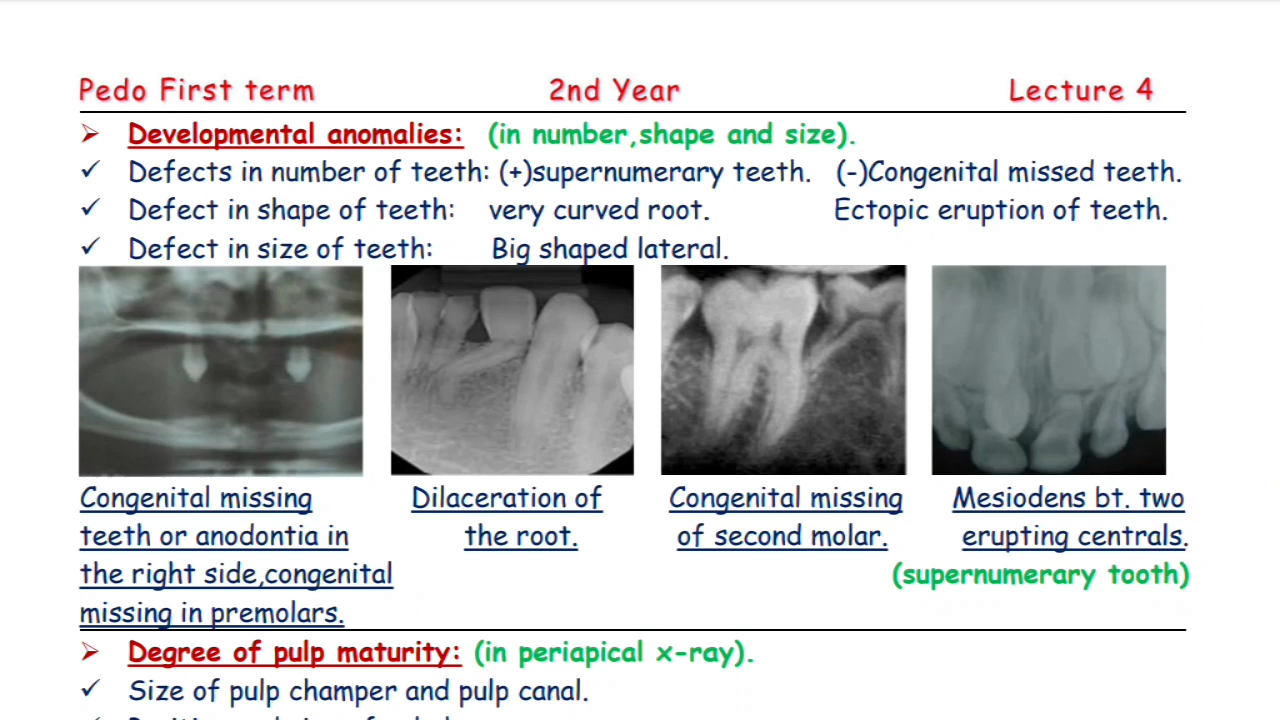 Pedo First term 2nd Year Lecture 4
➢ Developmental anomalies: (in number,shape and size).
✓ Defects in number of teeth: (+)supernumerary teeth. (-)Congenital missed teeth.
✓ Defect in shape of teeth: very curved root. Ectopic eruption of teeth.
✓ Defect in size of teeth: Big shaped lateral.
Congenital missing
teeth or anodontia in
the right side,congenital
missing in premolars.
Dilaceration of
the root.
Congenital missing
of second molar.
Mesiodens bt. two
erupting centrals.
(supernumerary tooth)
➢ Degree of pulp maturity: (in periapical x-ray).
✓ Size of pulp champer and pulp canal.